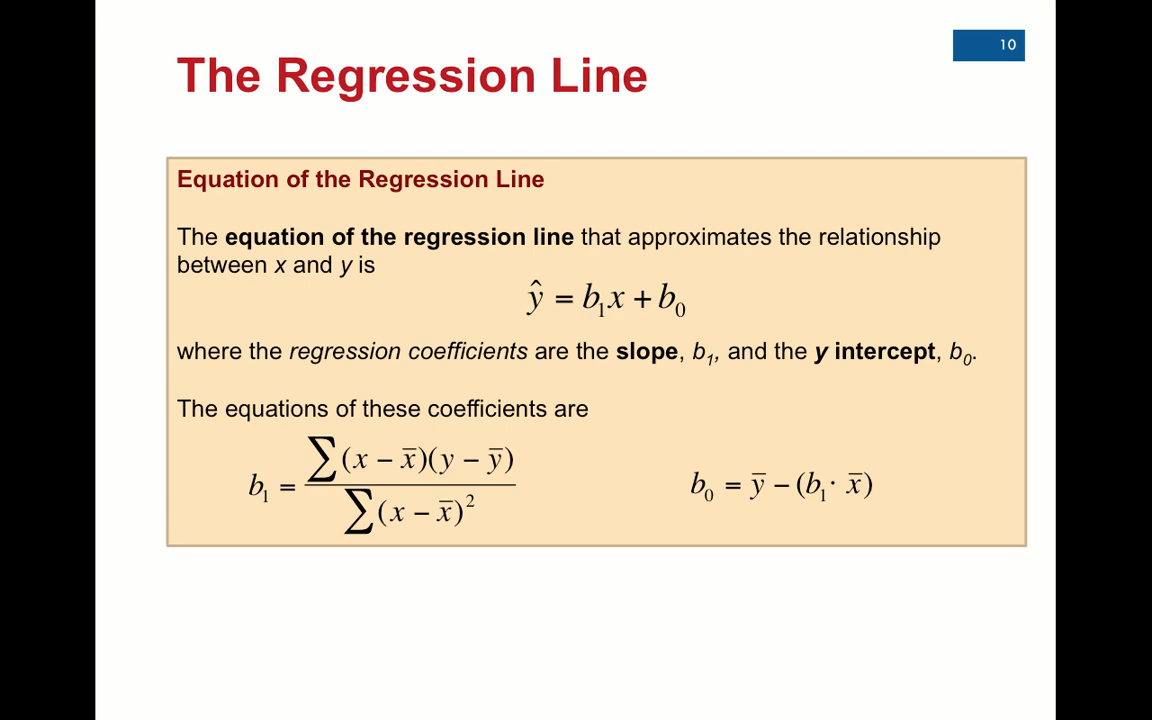 10
The Regression Line
Equation of the Regression Line
The equation of the regression line that approximates the relationship
between x and y is
ŷ = b₁x + b₀
where the regression coefficients are the slope, b₁, and the y intercept, b₀.
The equations of these coefficients are
b₁ = ∑(x − x̄)(y − ȳ) / ∑(x − x̄)²
b₀ = ȳ − (b₁· x̄)